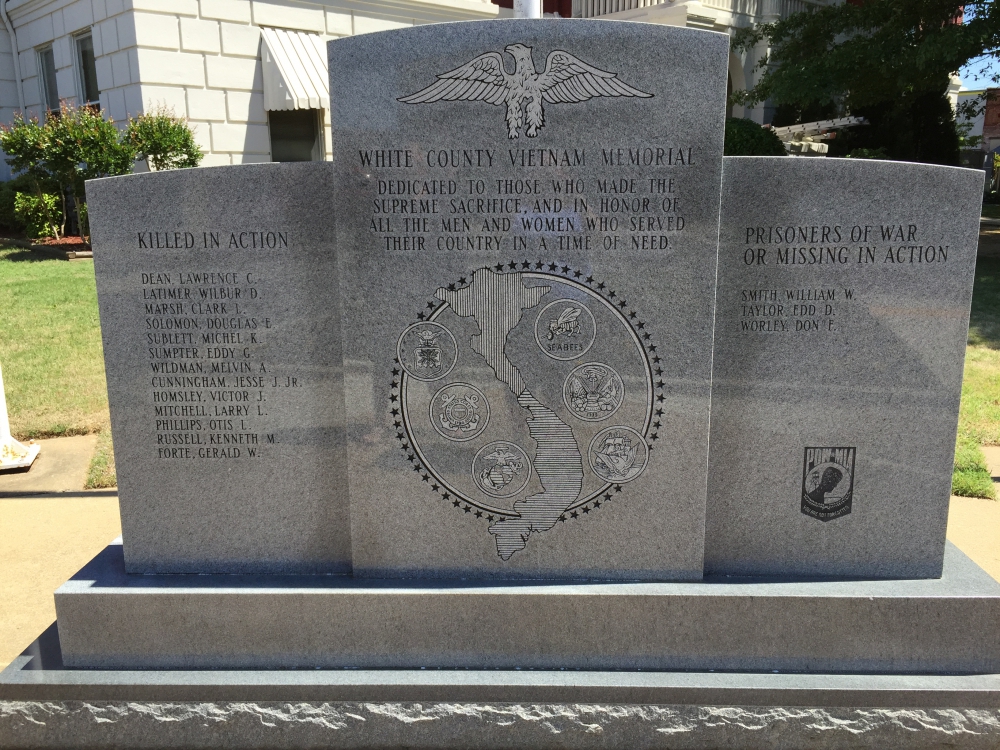 WHITE COUNTY VIETNAM MEMORIAL
DEDICATED TO THOSE WHO MADE THE
SUPREME SACRIFICE, AND IN HONOR OF
ALL THE MEN AND WOMEN WHO SERVED
THEIR COUNTRY IN A TIME OF NEED.
KILLED IN ACTION
DEAN, LAWRENCE C.
LATIMER, WILBUR D.
MARSH, CLARK L.
SOLOMON, DOUGLAS E.
SUBLETT, MICHEL K.
SUMPTER, EDDY G.
WILDMAN, MELVIN A.
CUNNINGHAM, JESSE J. JR.
HOMSLEY, VICTOR J.
MITCHELL, LARRY L.
PHILLIPS, OTIS L.
RUSSELL, KENNETH M.
FORTE, GERALD W.
SEABEES
PRISONERS OF WAR
OR MISSING IN ACTION
SMITH, WILLIAM W.
TAYLOR, EDD D.
WORLEY, DON F.
POW MIA